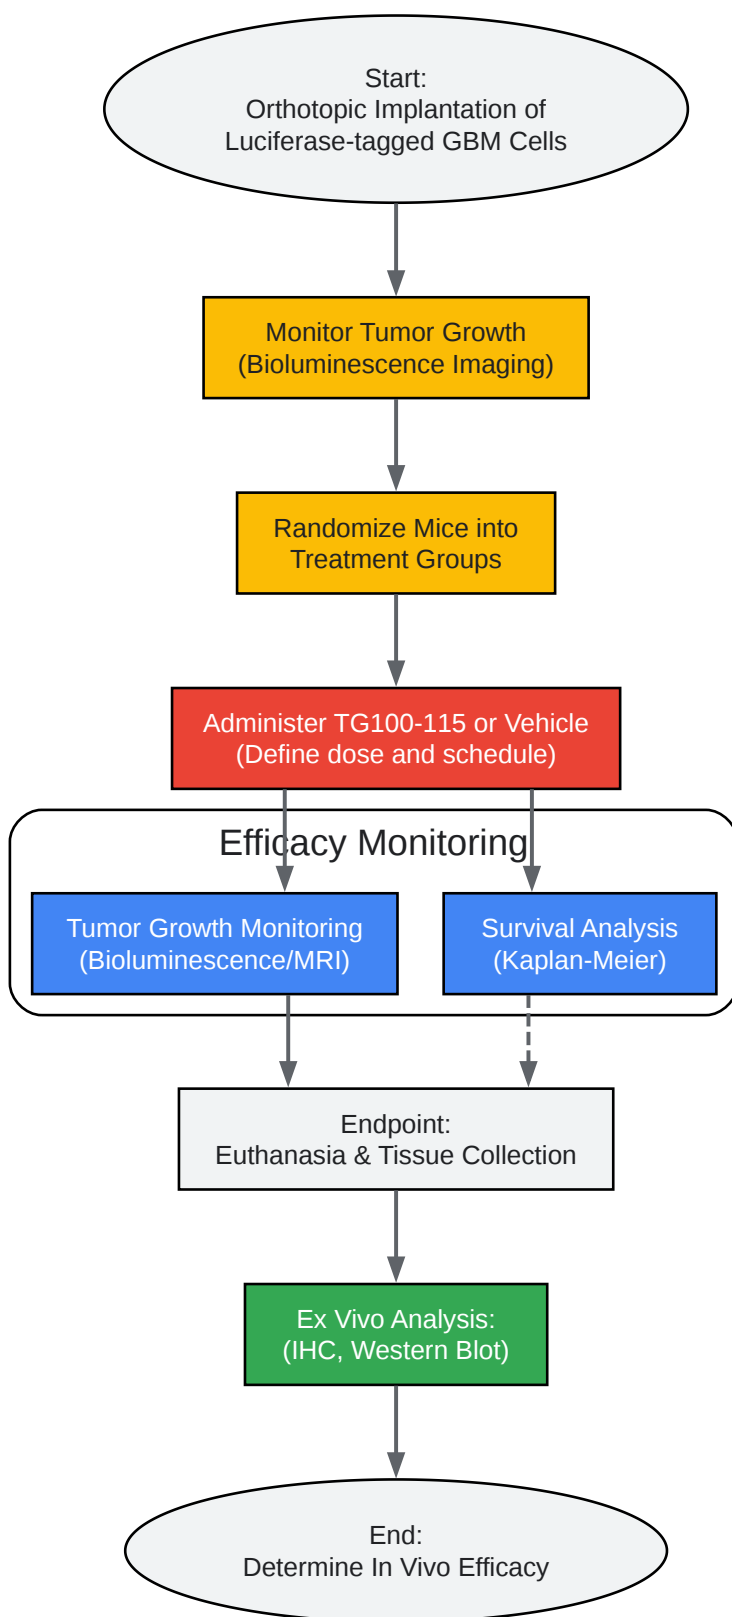 Start:
Orthotopic Implantation of
Luciferase-tagged GBM Cells
Monitor Tumor Growth
(Bioluminescence Imaging)
Randomize Mice into
Treatment Groups
Administer TG100-115 or Vehicle
(Define dose and schedule)
Efficacy Monitoring
Tumor Growth Monitoring
(Bioluminescence/MRI)
Survival Analysis
(Kaplan-Meier)
Endpoint:
Euthanasia & Tissue Collection
Ex Vivo Analysis:
(IHC, Western Blot)
End:
Determine In Vivo Efficacy